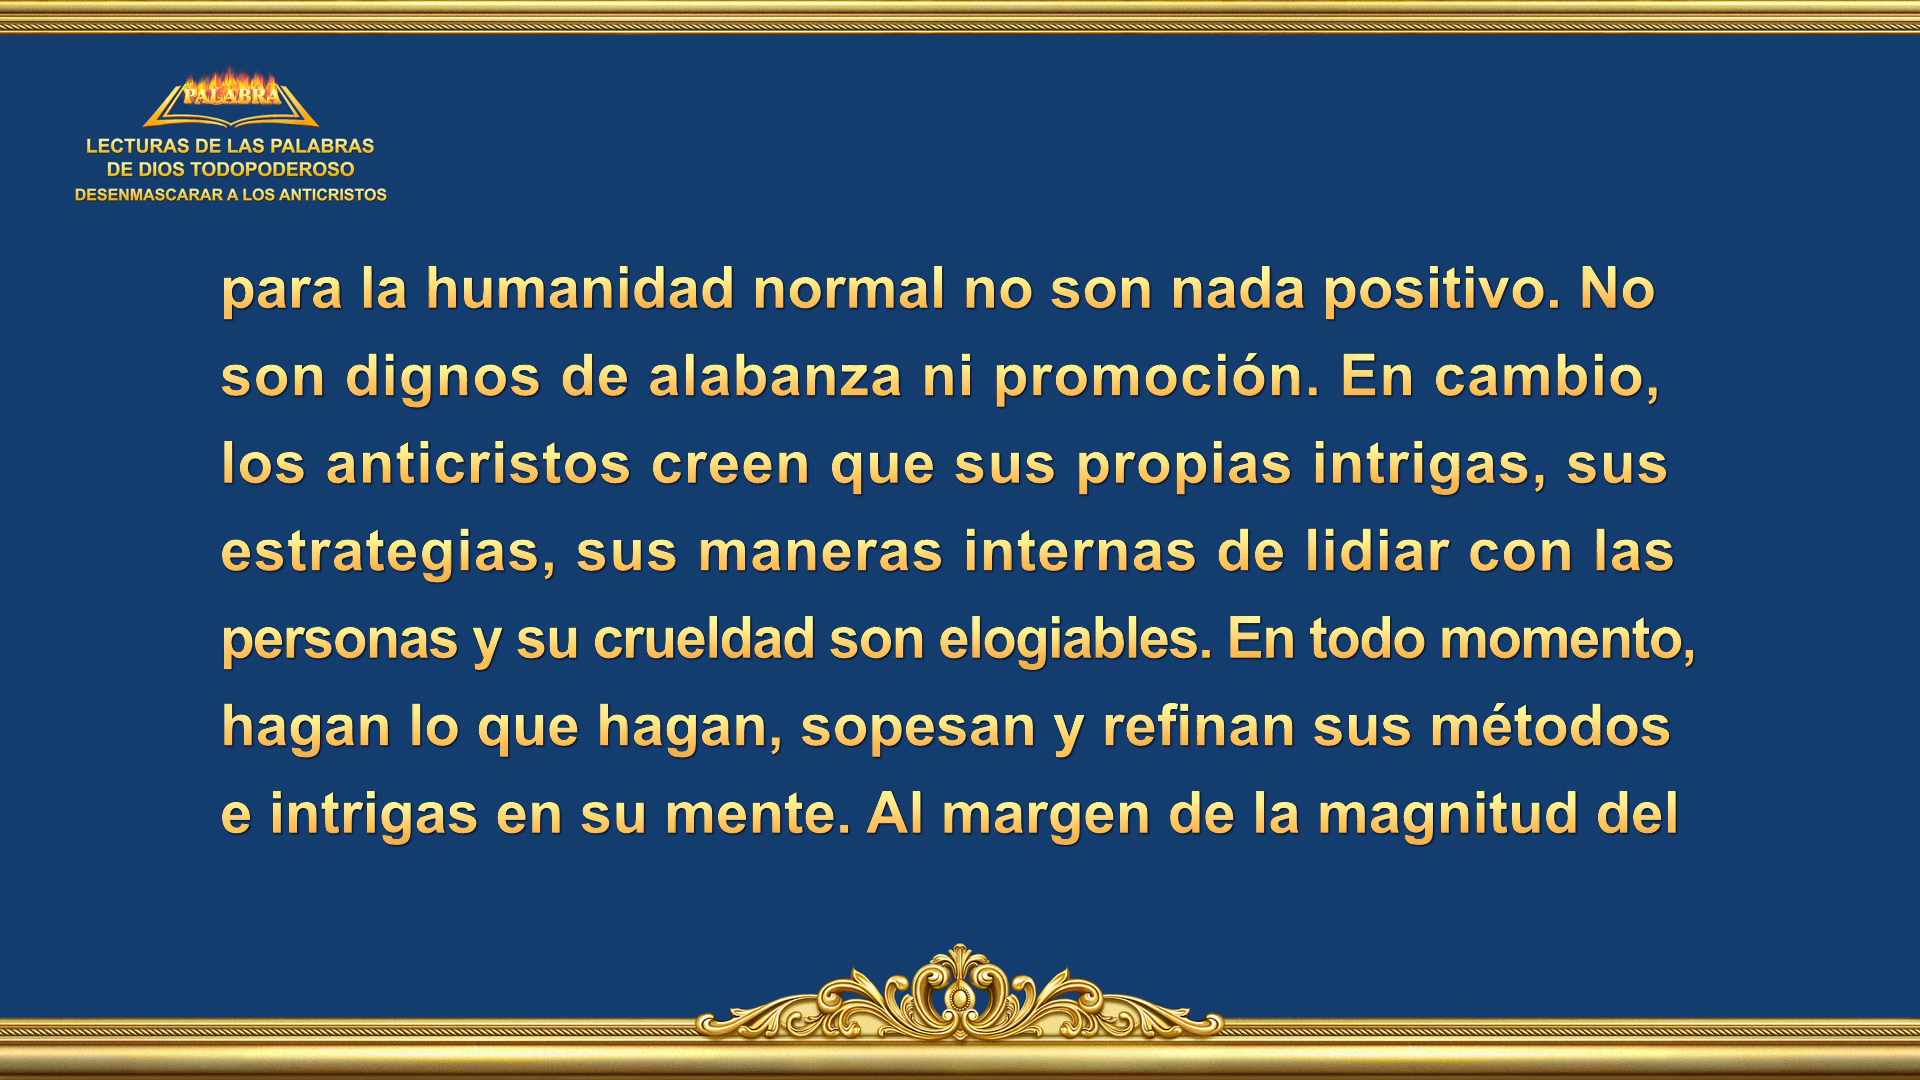 PALABRA
LECTURAS DE LAS PALABRAS
DE DIOS TODOPODEROSO
DESENMASCARAR A LOS ANTICRISTOS
para la humanidad normal no son nada positivo. No
son dignos de alabanza ni promoción. En cambio,
los anticristos creen que sus propias intrigas, sus
estrategias, sus maneras internas de lidiar con las
personas y su crueldad son elogiables. En todo momento,
hagan lo que hagan, sopesan y refinan sus métodos
e intrigas en su mente. Al margen de la magnitud del